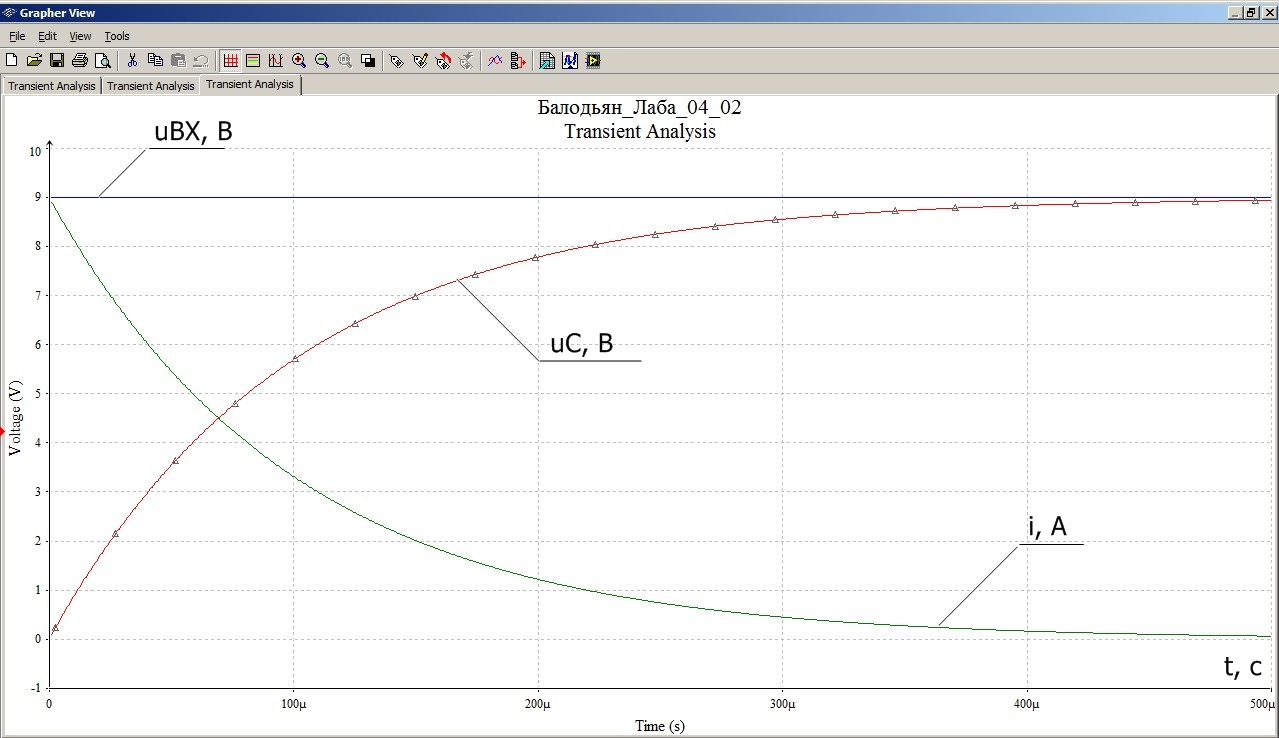 Grapher View
File Edit View Tools
Transient Analysis Transient Analysis Transient Analysis
Балодьян_Лаба_04_02
Transient Analysis
uВХ, В
uC, В
i, А
t, с
Voltage (V)
10
9
8
7
6
5
4
3
2
1
0
-1
0 100μ 200μ 300μ 400μ 500μ
Time (s)